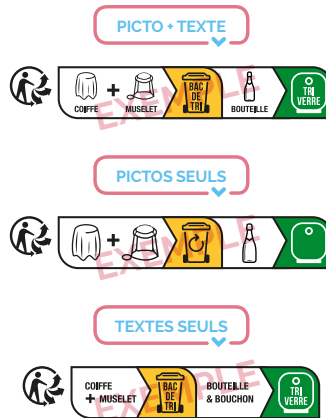 PICTO + TEXTE
BAC
DE
TRI
TRI
VERRE
COIFFE
MUSELET
BOUTEILLE
EXEMPLE
PICTOS SEULS
EXEMPLE
TEXTES SEULS
COIFFE
+ MUSELET
BAC
DE
TRI
BOUTEILLE
& BOUCHON
TRI
VERRE
EXEMPLE